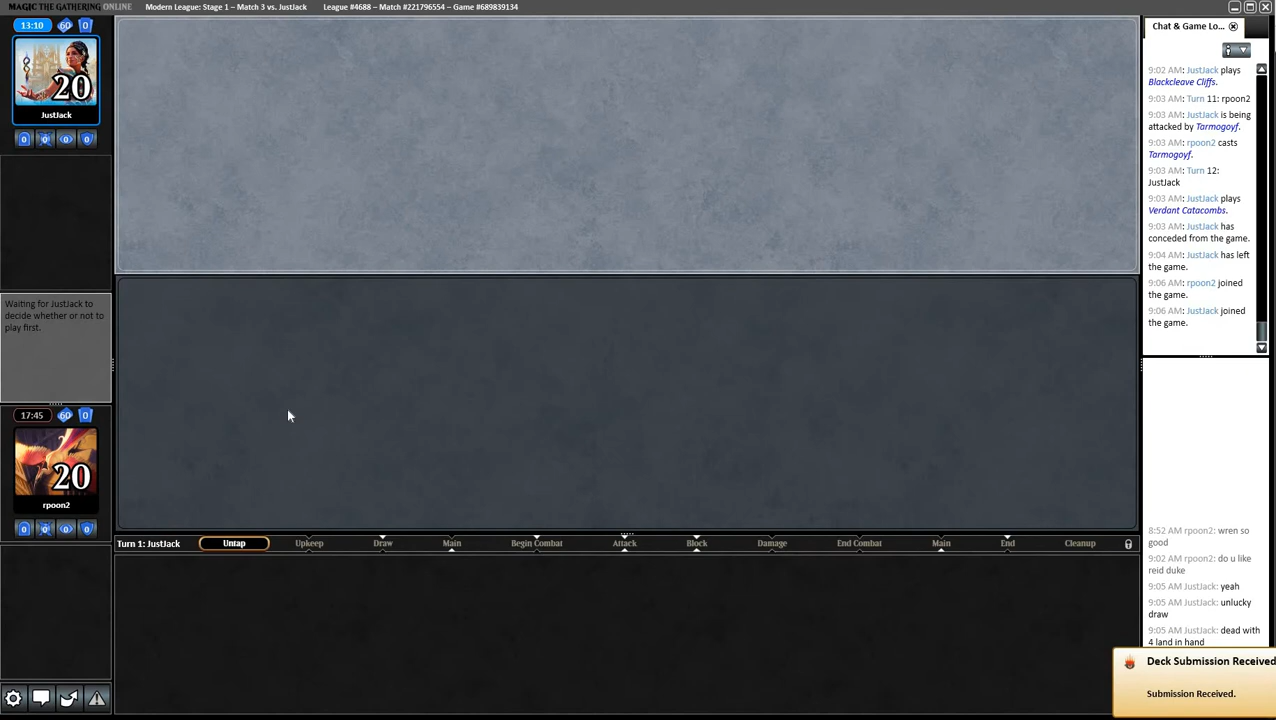 MAGIC THE GATHERING ONLINE Modern League: Stage 1 – Match 3 vs. JustJack League #4688 – Match #221796554 – Game #689839134
13:10 60 0
20
JustJack
0 0 0 0
Waiting for JustJack to
decide whether or not to
play first.
17:45 60 0
20
rpoon2
0 0 0 0
Turn 1: JustJack Untap Upkeep Draw Main Begin Combat Attack Block Damage End Combat Main End Cleanup
Chat & Game Lo...
9:02 AM: JustJack plays
Blackcleave Cliffs.
9:03 AM: Turn 11: rpoon2
9:03 AM: JustJack is being
attacked by Tarmogoyf.
9:03 AM: rpoon2 casts
Tarmogoyf.
9:03 AM: Turn 12:
JustJack
9:03 AM: JustJack plays
Verdant Catacombs.
9:03 AM: JustJack has
conceded from the game.
9:04 AM: JustJack has left
the game.
9:06 AM: rpoon2 joined
the game.
9:06 AM: JustJack joined
the game.
8:52 AM rpoon2: wren so
good
9:02 AM rpoon2: do u like
reid duke
9:05 AM JustJack: yeah
9:05 AM JustJack: unlucky
draw
9:05 AM JustJack: dead with
4 land in hand
Deck Submission Received
Submission Received.